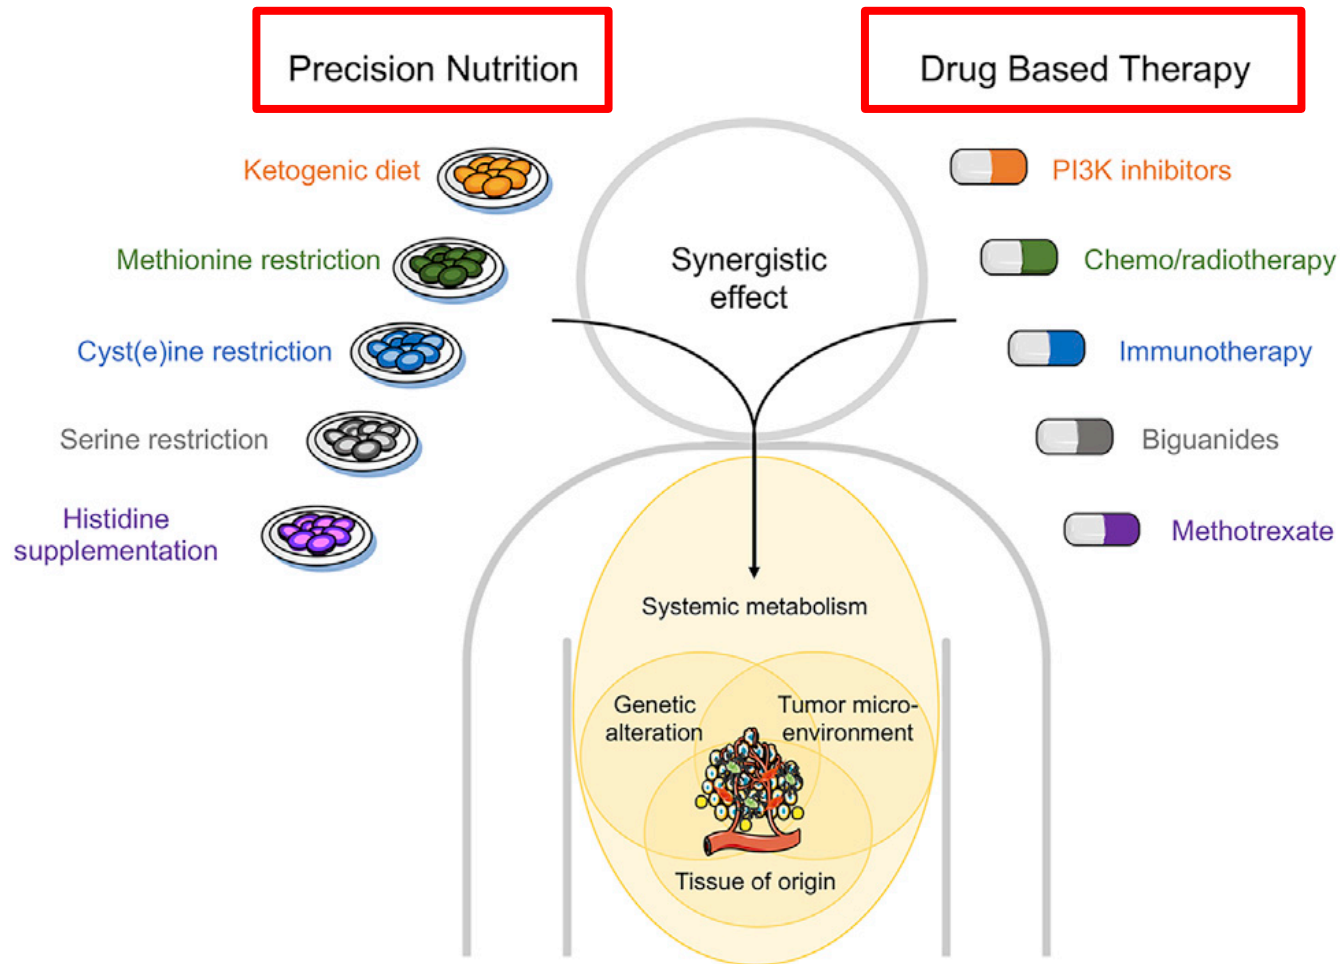 Precision Nutrition
Drug Based Therapy
Ketogenic diet
PI3K inhibitors
Methionine restriction
Synergistic
effect
Chemo/radiotherapy
Cyst(e)ine restriction
Immunotherapy
Serine restriction
Biguanides
Histidine
supplementation
Methotrexate
Systemic metabolism
Genetic
alteration
Tumor micro-
environment
Tissue of origin